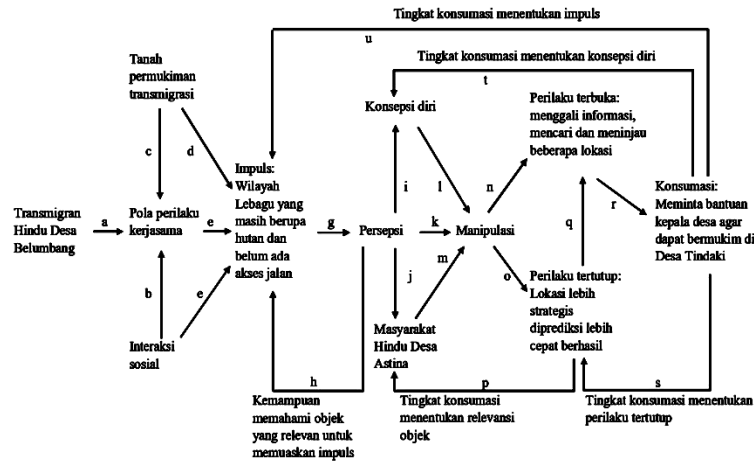 Tingkat konsumasi menentukan impuls
u
Tingkat konsumasi menentukan konsepsi diri
t
Tanah
permukiman
transmigrasi
Konsepsi diri
Perilaku terbuka:
menggali informasi,
mencari dan meninjau
beberapa lokasi
c
d
Impuls:
Wilayah
Lebagu yang
masih berupa
hutan dan
belum ada
akses jalan
i
l
n
Konsumasi:
Meminta bantuan
kepala desa agar
dapat bermukim di
Desa Tindaki
Transmigran
Hindu Desa
Belumbang
a
Pola perilaku
kerjasama
e
g
Persepsi
k
Manipulasi
q
r
b
e
j
m
o
Perilaku tertutup:
Lokasi lebih
strategis
diprediksi lebih
cepat berhasil
Interaksi
sosial
Masyarakat
Hindu Desa
Astina
h
p
s
Kemampuan
memahami objek
yang relevan untuk
memuaskan impuls
Tingkat konsumasi
menentukan relevansi
objek
Tingkat konsumasi menentukan
perilaku tertutup